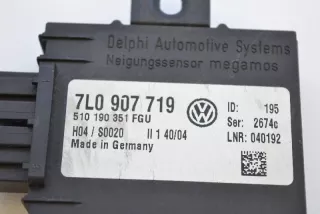 Delphi Automotive Systems
Neigungssensor megamos
7L0 907 719
510 190 351 FGU
H04 / S0020 II 1 40/04
Made in Germany
ID: 195
Ser: 2674c
LNR: 040192